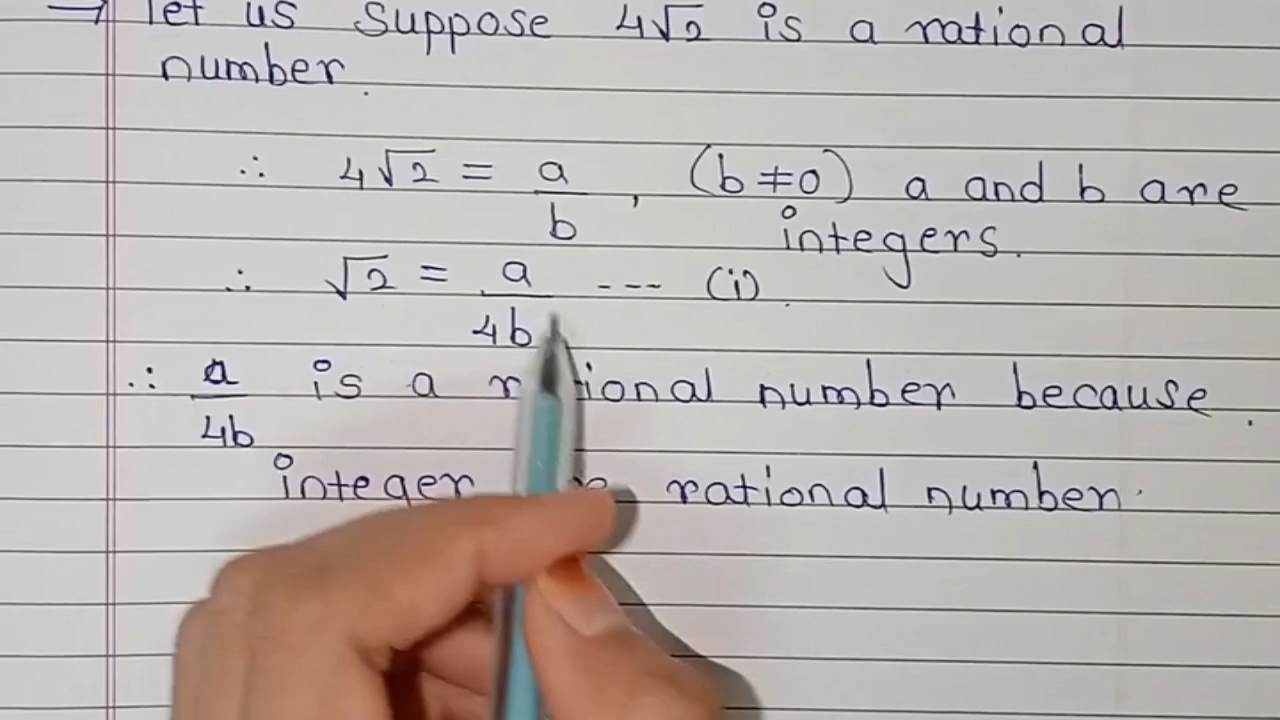 → let us suppose 4√2 is a rational
number.
∴ 4√2 = a/b, (b≠0) a and b are
integers.
∴ √2 = a/4b --- (i).
∴ a/4b is a rational number because.
integer rational number.